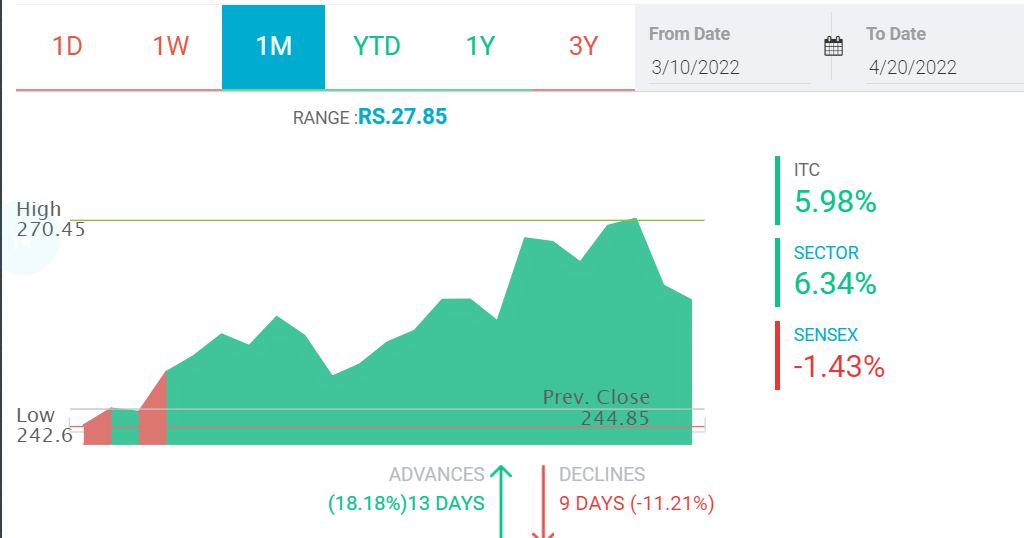 1D 1W 1M YTD 1Y 3Y
From Date To Date
3/10/2022 4/20/2022
RANGE :RS.27.85
ITC
5.98%
High
270.45
SECTOR
6.34%
SENSEX
-1.43%
Prev. Close
244.85
Low
242.6
ADVANCES DECLINES
(18.18%)13 DAYS 9 DAYS (-11.21%)